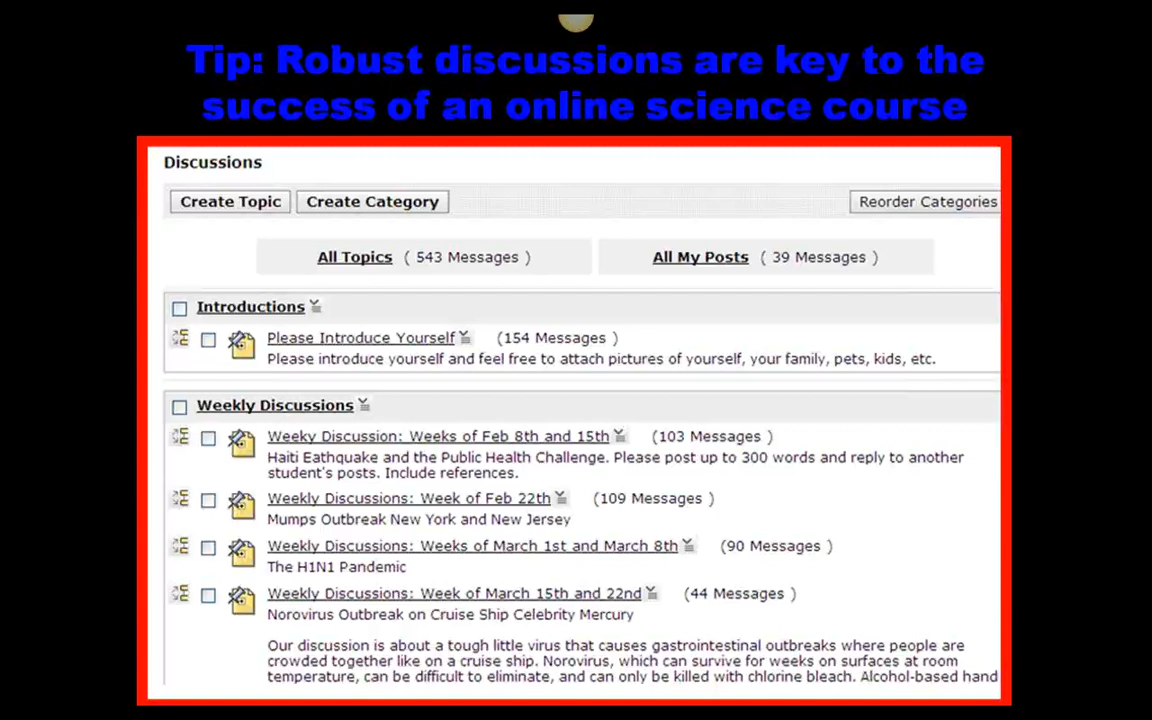 Tip: Robust discussions are key to the
success of an online science course
Discussions
Create Topic Create Category Reorder Categories
All Topics ( 543 Messages ) All My Posts ( 39 Messages )
Introductions
Please Introduce Yourself (154 Messages )
Please introduce yourself and feel free to attach pictures of yourself, your family, pets, kids, etc.
Weekly Discussions
Weeky Discussion: Weeks of Feb 8th and 15th (103 Messages )
Haiti Eathquake and the Public Health Challenge. Please post up to 300 words and reply to another
student's posts. Include references.
Weekly Discussions: Week of Feb 22th (109 Messages )
Mumps Outbreak New York and New Jersey
Weekly Discussions: Weeks of March 1st and March 8th (90 Messages )
The H1N1 Pandemic
Weekly Discussions: Week of March 15th and 22nd (44 Messages )
Norovirus Outbreak on Cruise Ship Celebrity Mercury
Our discussion is about a tough little virus that causes gastrointestinal outbreaks where people are
crowded together like on a cruise ship. Norovirus, which can survive for weeks on surfaces at room
temperature, can be difficult to eliminate, and can only be killed with chlorine bleach. Alcohol-based hand